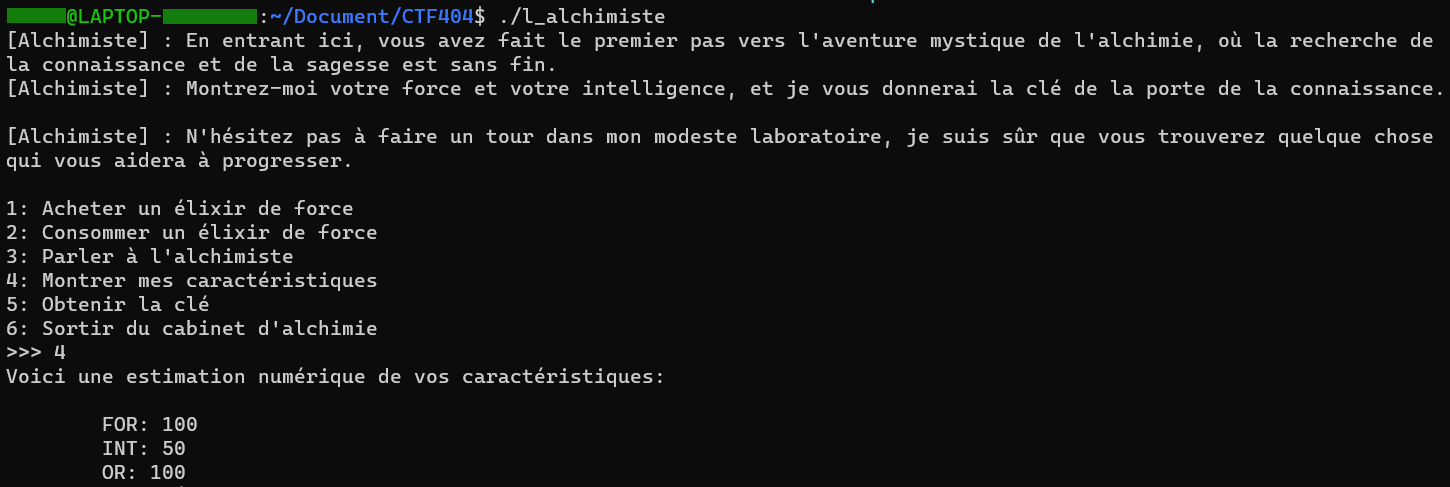 @LAPTOP-:~/Document/CTF404$ ./l_alchimiste
[Alchimiste] : En entrant ici, vous avez fait le premier pas vers l'aventure mystique de l'alchimie, où la recherche de
la connaissance et de la sagesse est sans fin.
[Alchimiste] : Montrez-moi votre force et votre intelligence, et je vous donnerai la clé de la porte de la connaissance.
[Alchimiste] : N'hésitez pas à faire un tour dans mon modeste laboratoire, je suis sûr que vous trouverez quelque chose
qui vous aidera à progresser.
1: Acheter un élixir de force
2: Consommer un élixir de force
3: Parler à l'alchimiste
4: Montrer mes caractéristiques
5: Obtenir la clé
6: Sortir du cabinet d'alchimie
>>> 4
Voici une estimation numérique de vos caractéristiques:
FOR: 100
INT: 50
OR: 100